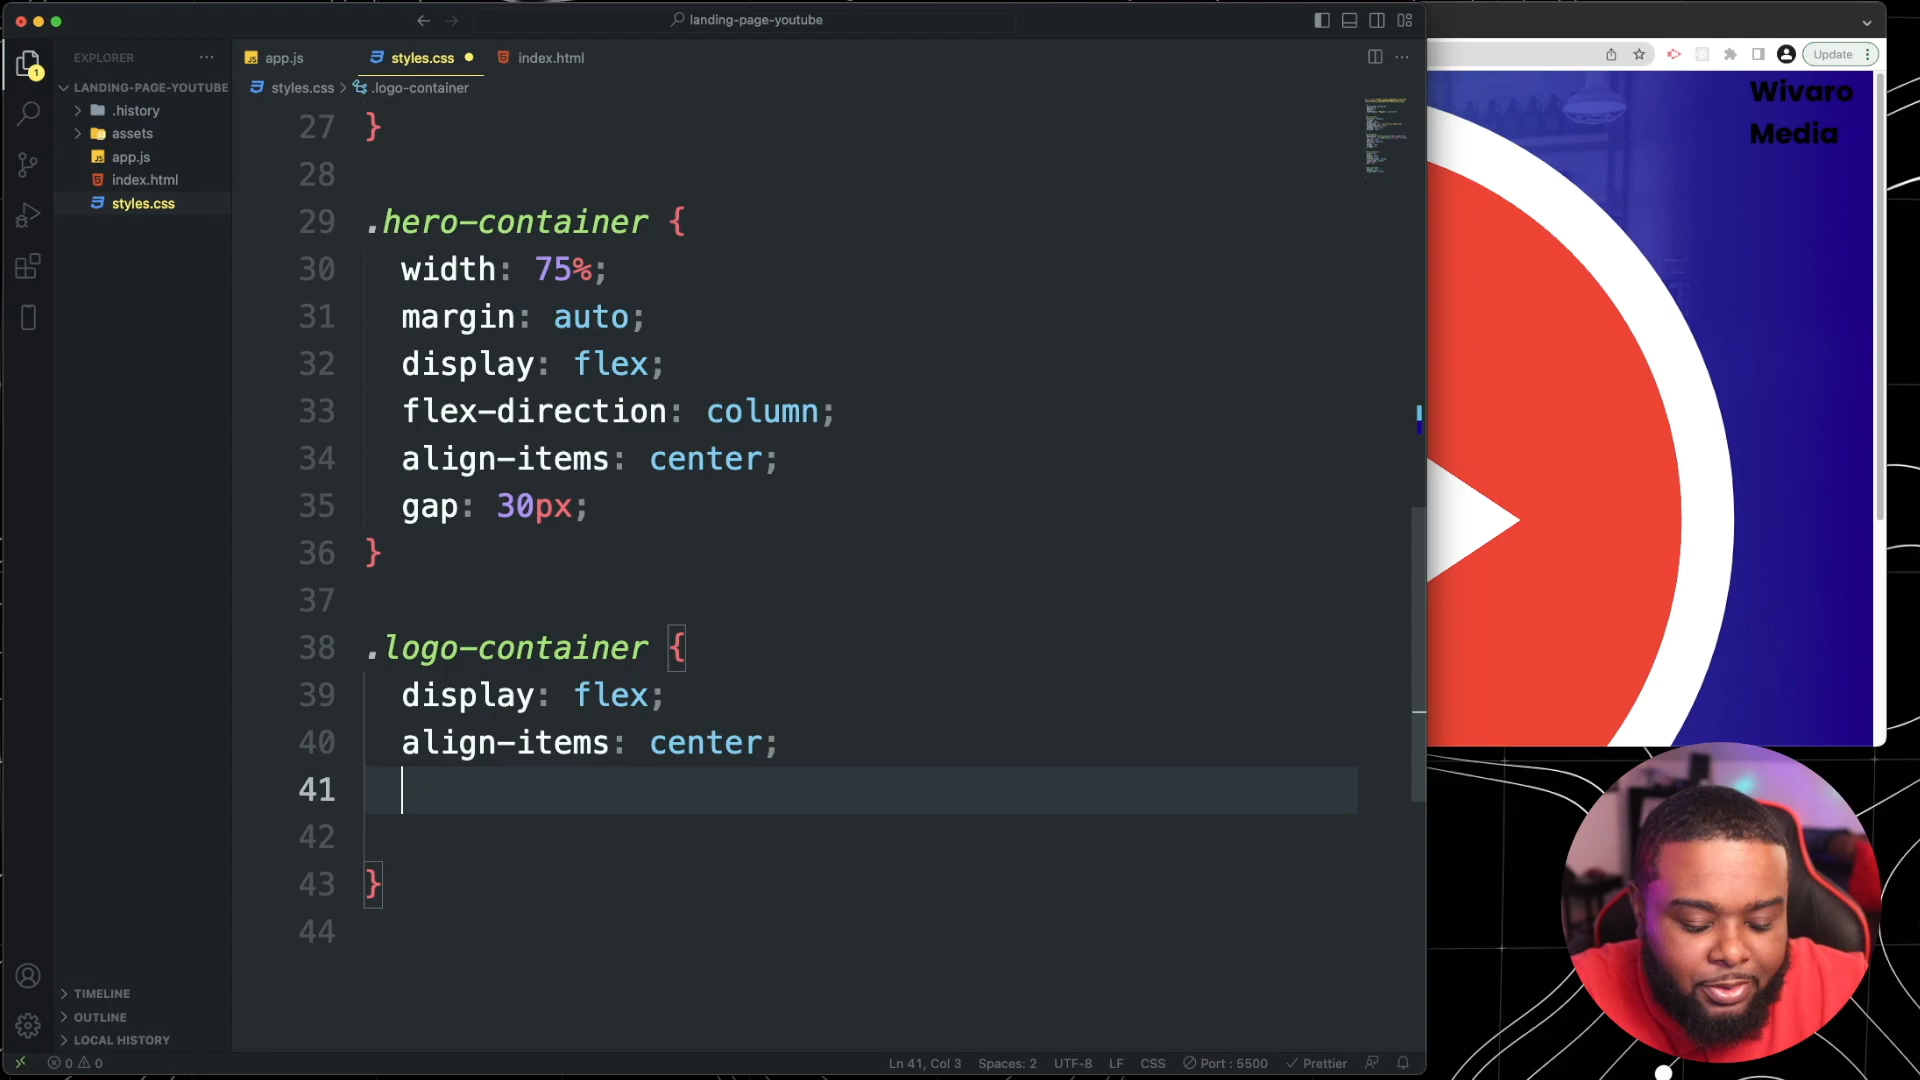 landing-page-youtube
EXPLORER
app.js
styles.css
index.html
Update
LANDING-PAGE-YOUTUBE
styles.css > .logo-container
1
.history
assets
app.js
index.html
styles.css
Wivaro
Media
27 }
28
29 .hero-container {
30 width: 75%;
31 margin: auto;
32 display: flex;
33 flex-direction: column;
34 align-items: center;
35 gap: 30px;
36 }
37
38 .logo-container {
39 display: flex;
40 align-items: center;
41
42
43 }
44
TIMELINE
OUTLINE
LOCAL HISTORY
0 0
Ln 41, Col 3
Spaces: 2
UTF-8
LF
CSS
Port : 5500
Prettier